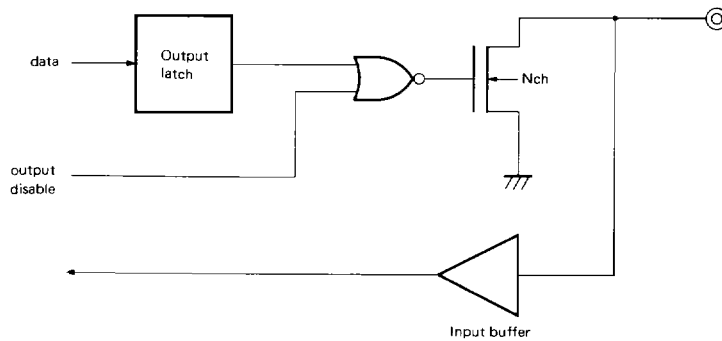 data
Output
latch
Nch
output
disable
Input buffer